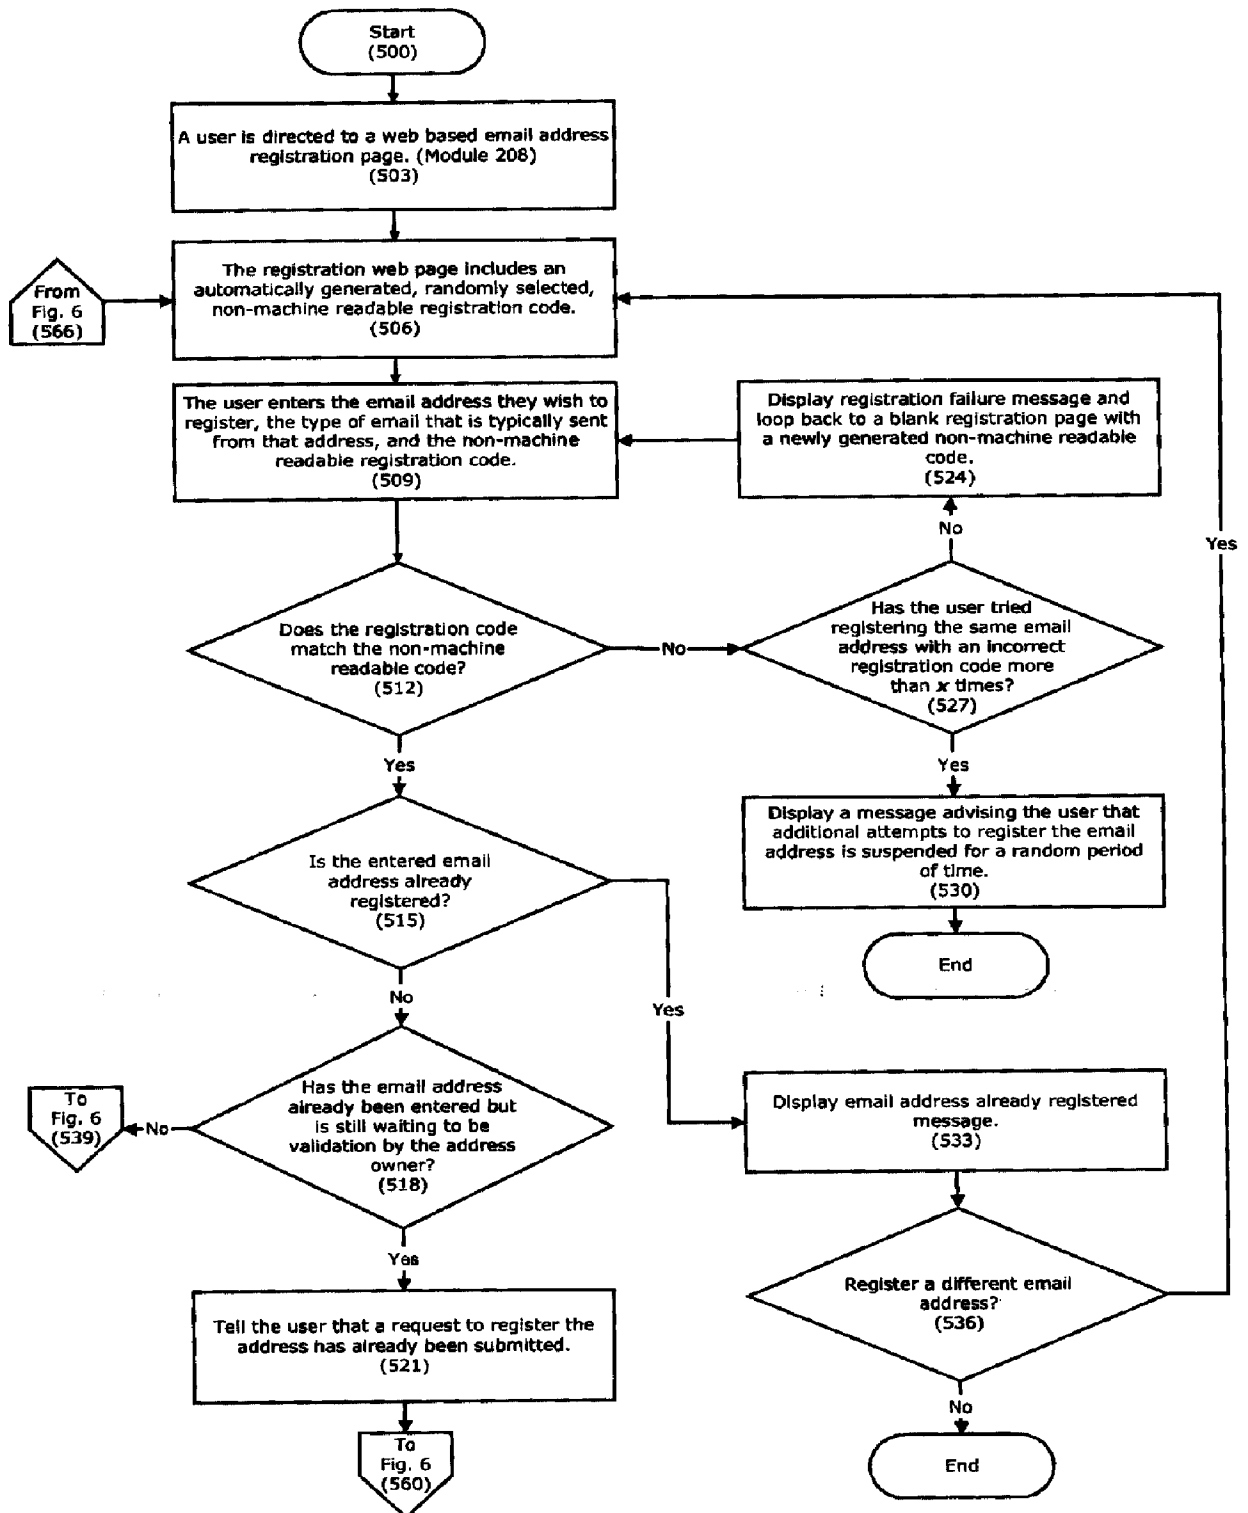 Start
(500)
A user is directed to a web based email address
registration page. (Module 208)
(503)
From
Fig. 6
(566)
The registration web page includes an
automatically generated, randomly selected,
non-machine readable registration code.
(506)
The user enters the email address they wish to
register, the type of email that is typically sent
from that address, and the non-machine
readable registration code.
(509)
Display registration failure message and
loop back to a blank registration page with
a newly generated non-machine readable
code.
(524)
No
Yes
Does the registration code
match the non-machine
readable code?
(512)
No
Has the user tried
registering the same email
address with an incorrect
registration code more
than x times?
(527)
Yes
Yes
Display a message advising the user that
additional attempts to register the email
address is suspended for a random period
of time.
(530)
End
Is the entered email
address already
registered?
(515)
No
Yes
Has the email address
already been entered but
is still waiting to be
validation by the address
owner?
(518)
No
To
Fig. 6
(539)
Display email address already registered
message.
(533)
Yes
Register a different email
address?
(536)
Tell the user that a request to register the
address has already been submitted.
(521)
No
To
Fig. 6
(560)
End